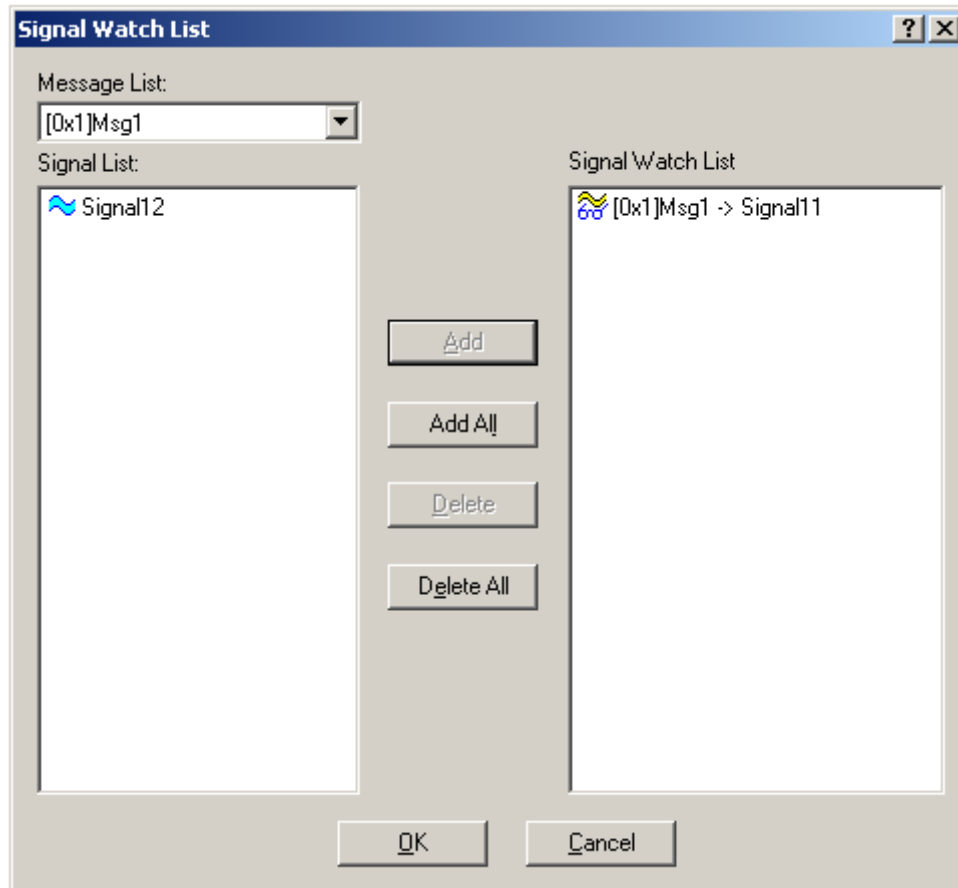 Signal Watch List
Message List:
[0x1]Msg1
Signal List:
Signal12
Signal Watch List
[0x1]Msg1 -> Signal11
Add
Add All
Delete
Delete All
OK
Cancel